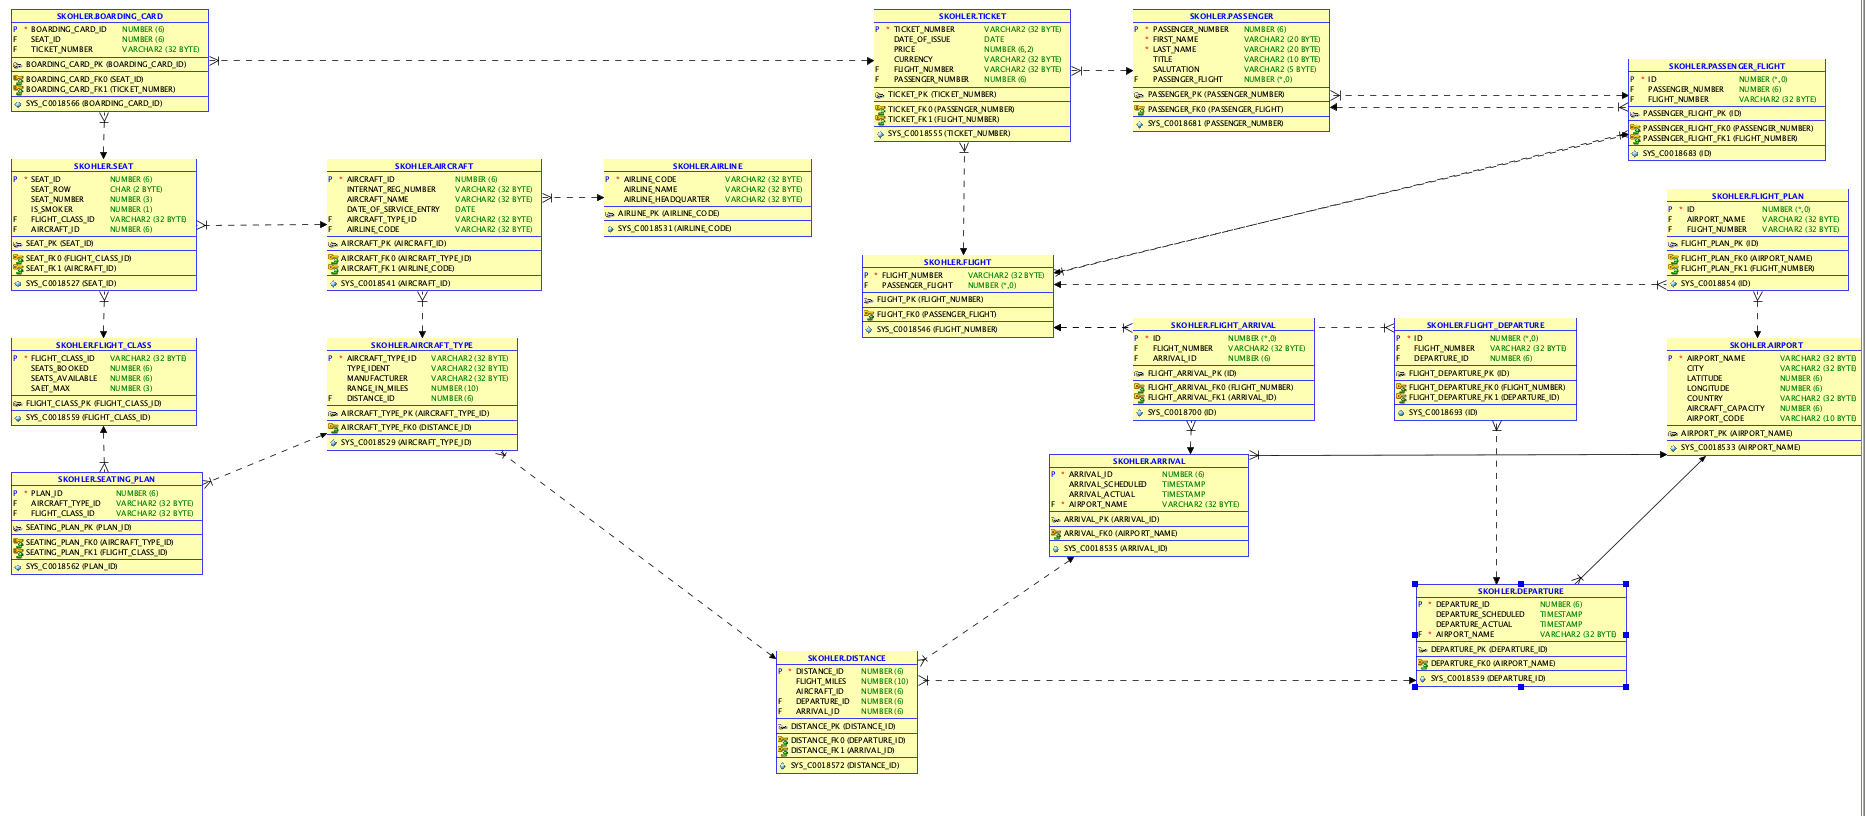 SKOHLER.BOARDING_CARD
P * BOARDING_CARD_ID NUMBER (6)
F SEAT_ID NUMBER (6)
F TICKET_NUMBER VARCHAR2 (32 BYTE)
BOARDING_CARD_PK (BOARDING_CARD_ID)
BOARDING_CARD_FK0 (SEAT_ID)
BOARDING_CARD_FK1 (TICKET_NUMBER)
SYS_C0018566 (BOARDING_CARD_ID)
SKOHLER.TICKET
P * TICKET_NUMBER VARCHAR2 (32 BYTE)
DATE_OF_ISSUE DATE
PRICE NUMBER (6,2)
CURRENCY VARCHAR2 (32 BYTE)
F FLIGHT_NUMBER VARCHAR2 (32 BYTE)
F PASSENGER_NUMBER NUMBER (6)
TICKET_PK (TICKET_NUMBER)
TICKET_FK0 (PASSENGER_NUMBER)
TICKET_FK1 (FLIGHT_NUMBER)
SYS_C0018555 (TICKET_NUMBER)
SKOHLER.PASSENGER
P * PASSENGER_NUMBER NUMBER (6)
* FIRST_NAME VARCHAR2 (20 BYTE)
* LAST_NAME VARCHAR2 (20 BYTE)
TITLE VARCHAR2 (10 BYTE)
SALUTATION VARCHAR2 (5 BYTE)
F PASSENGER_FLIGHT NUMBER (*,0)
PASSENGER_PK (PASSENGER_NUMBER)
PASSENGER_FK0 (PASSENGER_FLIGHT)
SYS_C0018681 (PASSENGER_NUMBER)
SKOHLER.PASSENGER_FLIGHT
P * ID NUMBER (*,0)
F PASSENGER_NUMBER NUMBER (6)
F FLIGHT_NUMBER VARCHAR2 (32 BYTE)
PASSENGER_FLIGHT_PK (ID)
PASSENGER_FLIGHT_FK0 (PASSENGER_NUMBER)
PASSENGER_FLIGHT_FK1 (FLIGHT_NUMBER)
SYS_C0018683 (ID)
SKOHLER.SEAT
P * SEAT_ID NUMBER (6)
SEAT_ROW CHAR (2 BYTE)
SEAT_NUMBER NUMBER (3)
IS_SMOKER NUMBER (1)
F FLIGHT_CLASS_ID VARCHAR2 (32 BYTE)
F AIRCRAFT_ID NUMBER (6)
SEAT_PK (SEAT_ID)
SEAT_FK0 (FLIGHT_CLASS_ID)
SEAT_FK1 (AIRCRAFT_ID)
SYS_C0018527 (SEAT_ID)
SKOHLER.AIRCRAFT
P * AIRCRAFT_ID NUMBER (6)
INTERNAT_REG_NUMBER VARCHAR2 (32 BYTE)
AIRCRAFT_NAME VARCHAR2 (32 BYTE)
DATE_OF_SERVICE_ENTRY DATE
F AIRCRAFT_TYPE_ID VARCHAR2 (32 BYTE)
F AIRLINE_CODE VARCHAR2 (32 BYTE)
AIRCRAFT_PK (AIRCRAFT_ID)
AIRCRAFT_FK0 (AIRCRAFT_TYPE_ID)
AIRCRAFT_FK1 (AIRLINE_CODE)
SYS_C0018541 (AIRCRAFT_ID)
SKOHLER.AIRLINE
P * AIRLINE_CODE VARCHAR2 (32 BYTE)
AIRLINE_NAME VARCHAR2 (32 BYTE)
AIRLINE_HEADQUARTER VARCHAR2 (32 BYTE)
AIRLINE_PK (AIRLINE_CODE)
SYS_C0018531 (AIRLINE_CODE)
SKOHLER.FLIGHT_PLAN
P * ID NUMBER (*,0)
F AIRPORT_NAME VARCHAR2 (32 BYTE)
F FLIGHT_NUMBER VARCHAR2 (32 BYTE)
FLIGHT_PLAN_PK (ID)
FLIGHT_PLAN_FK0 (AIRPORT_NAME)
FLIGHT_PLAN_FK1 (FLIGHT_NUMBER)
SYS_C0018854 (ID)
SKOHLER.FLIGHT
P * FLIGHT_NUMBER VARCHAR2 (32 BYTE)
F PASSENGER_FLIGHT NUMBER (*,0)
FLIGHT_PK (FLIGHT_NUMBER)
FLIGHT_FK0 (PASSENGER_FLIGHT)
SYS_C0018546 (FLIGHT_NUMBER)
SKOHLER.FLIGHT_ARRIVAL
P * ID NUMBER (*,0)
F FLIGHT_NUMBER VARCHAR2 (32 BYTE)
F ARRIVAL_ID NUMBER (6)
FLIGHT_ARRIVAL_PK (ID)
FLIGHT_ARRIVAL_FK0 (FLIGHT_NUMBER)
FLIGHT_ARRIVAL_FK1 (ARRIVAL_ID)
SYS_C0018700 (ID)
SKOHLER.FLIGHT_DEPARTURE
P * ID NUMBER (*,0)
F FLIGHT_NUMBER VARCHAR2 (32 BYTE)
F DEPARTURE_ID NUMBER (6)
FLIGHT_DEPARTURE_PK (ID)
FLIGHT_DEPARTURE_FK0 (FLIGHT_NUMBER)
FLIGHT_DEPARTURE_FK1 (DEPARTURE_ID)
SYS_C0018693 (ID)
SKOHLER.AIRPORT
P * AIRPORT_NAME VARCHAR2 (32 BYTE)
CITY VARCHAR2 (32 BYTE)
LATITUDE NUMBER (6)
LONGITUDE NUMBER (6)
COUNTRY VARCHAR2 (32 BYTE)
AIRCRAFT_CAPACITY NUMBER (6)
AIRPORT_CODE VARCHAR2 (10 BYTE)
AIRPORT_PK (AIRPORT_NAME)
SYS_C0018533 (AIRPORT_NAME)
SKOHLER.FLIGHT_CLASS
P * FLIGHT_CLASS_ID VARCHAR2 (32 BYTE)
SEATS_BOOKED NUMBER (6)
SEATS_AVAILABLE NUMBER (6)
SAET_MAX NUMBER (3)
FLIGHT_CLASS_PK (FLIGHT_CLASS_ID)
SYS_C0018559 (FLIGHT_CLASS_ID)
SKOHLER.AIRCRAFT_TYPE
P * AIRCRAFT_TYPE_ID VARCHAR2 (32 BYTE)
TYPE_IDENT VARCHAR2 (32 BYTE)
MANUFACTURER VARCHAR2 (32 BYTE)
RANGE_IN_MILES NUMBER (10)
F DISTANCE_ID NUMBER (6)
AIRCRAFT_TYPE_PK (AIRCRAFT_TYPE_ID)
AIRCRAFT_TYPE_FK0 (DISTANCE_ID)
SYS_C0018529 (AIRCRAFT_TYPE_ID)
SKOHLER.SEATING_PLAN
P * PLAN_ID NUMBER (6)
F AIRCRAFT_TYPE_ID VARCHAR2 (32 BYTE)
F FLIGHT_CLASS_ID VARCHAR2 (32 BYTE)
SEATING_PLAN_PK (PLAN_ID)
SEATING_PLAN_FK0 (AIRCRAFT_TYPE_ID)
SEATING_PLAN_FK1 (FLIGHT_CLASS_ID)
SYS_C0018562 (PLAN_ID)
SKOHLER.ARRIVAL
P * ARRIVAL_ID NUMBER (6)
ARRIVAL_SCHEDULED TIMESTAMP
ARRIVAL_ACTUAL TIMESTAMP
F * AIRPORT_NAME VARCHAR2 (32 BYTE)
ARRIVAL_PK (ARRIVAL_ID)
ARRIVAL_FK0 (AIRPORT_NAME)
SYS_C0018535 (ARRIVAL_ID)
SKOHLER.DEPARTURE
P * DEPARTURE_ID NUMBER (6)
DEPARTURE_SCHEDULED TIMESTAMP
DEPARTURE_ACTUAL TIMESTAMP
F * AIRPORT_NAME VARCHAR2 (32 BYTE)
DEPARTURE_PK (DEPARTURE_ID)
DEPARTURE_FK0 (AIRPORT_NAME)
SYS_C0018539 (DEPARTURE_ID)
SKOHLER.DISTANCE
P * DISTANCE_ID NUMBER (6)
FLIGHT_MILES NUMBER (10)
AIRCRAFT_ID NUMBER (6)
F DEPARTURE_ID NUMBER (6)
F ARRIVAL_ID NUMBER (6)
DISTANCE_PK (DISTANCE_ID)
DISTANCE_FK0 (DEPARTURE_ID)
DISTANCE_FK1 (ARRIVAL_ID)
SYS_C0018572 (DISTANCE_ID)